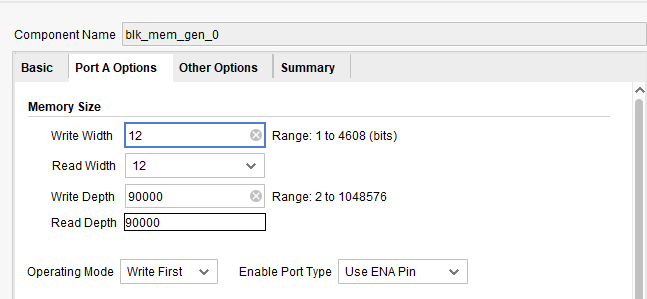 Component Name blk_mem_gen_0
Basic Port A Options Other Options Summary
Memory Size
Write Width 12 Range: 1 to 4608 (bits)
Read Width 12
Write Depth 90000 Range: 2 to 1048576
Read Depth 90000
Operating Mode Write First Enable Port Type Use ENA Pin